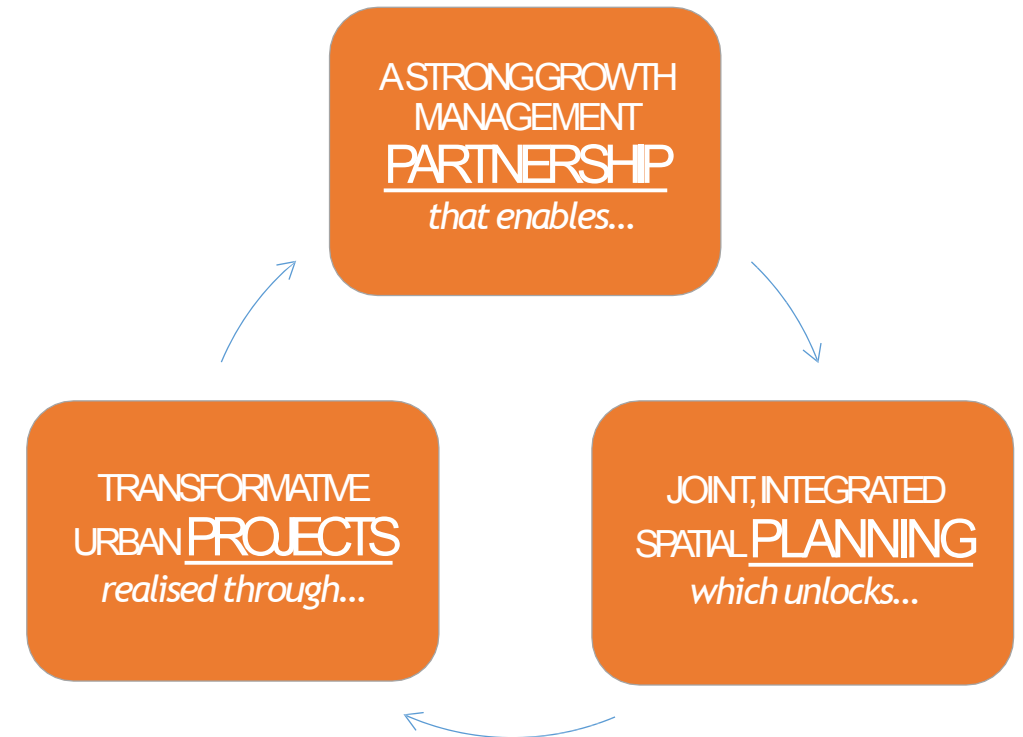 A STRONG GROWTH
MANAGEMENT
PARTNERSHIP
that enables...
JOINT, INTEGRATED
SPATIAL PLANNING
which unlocks...
TRANSFORMATIVE
URBAN PROJECTS
realised through...